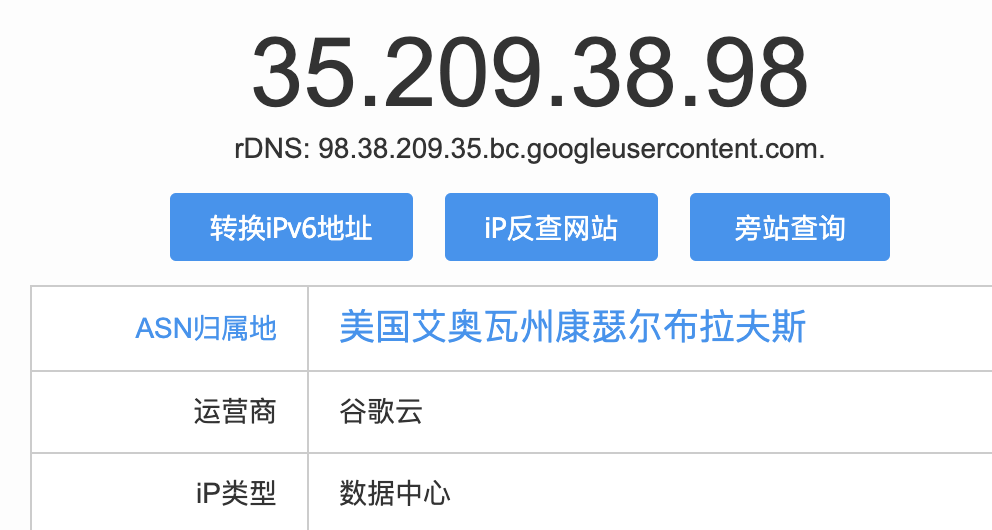 35.209.38.98
rDNS: 98.38.209.35.bc.googleusercontent.com.
转换iPv6地址 iP反查网站 旁站查询
ASN归属地 美国艾奥瓦州康瑟尔布拉夫斯
运营商 谷歌云
iP类型 数据中心